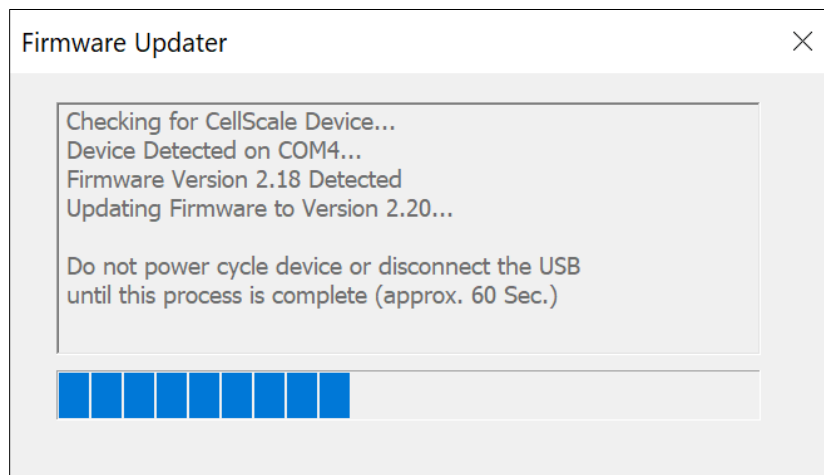 Firmware Updater
Checking for CellScale Device...
Device Detected on COM4...
Firmware Version 2.18 Detected
Updating Firmware to Version 2.20...
Do not power cycle device or disconnect the USB
until this process is complete (approx. 60 Sec.)